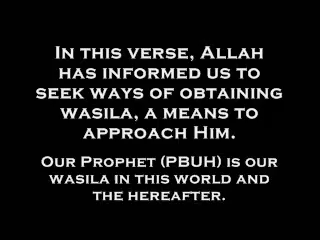 In this verse, Allah
has informed us to
seek ways of obtaining
wasila, a means to
approach Him.
Our Prophet (PBUH) is our
wasila in this world and
the hereafter.